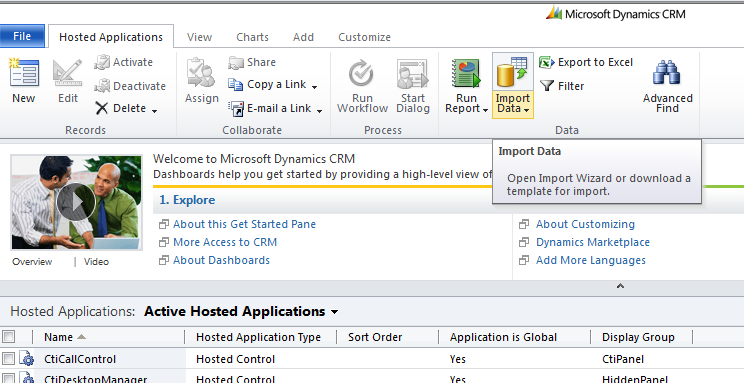 Microsoft Dynamics CRM
File Hosted Applications View Charts Add Customize
New
Edit
Activate
Deactivate
Delete
Records
Assign
Share
Copy a Link
E-mail a Link
Collaborate
Run Workflow
Start Dialog
Process
Run Report
Import Data
Export to Excel
Filter
Advanced Find
Data
Import Data
Open Import Wizard or download a
template for import.
Welcome to Microsoft Dynamics CRM
Dashboards help you get started by providing a high-level view of
1. Explore
About this Get Started Pane
More Access to CRM
About Dashboards
About Customizing
Dynamics Marketplace
Add More Languages
Overview | Video
Hosted Applications: Active Hosted Applications
Name Hosted Application Type Sort Order Application is Global Display Group
CtiCallControl Hosted Control Yes CtiPanel
CtiDesktopManager Hosted Control Yes HiddenPanel